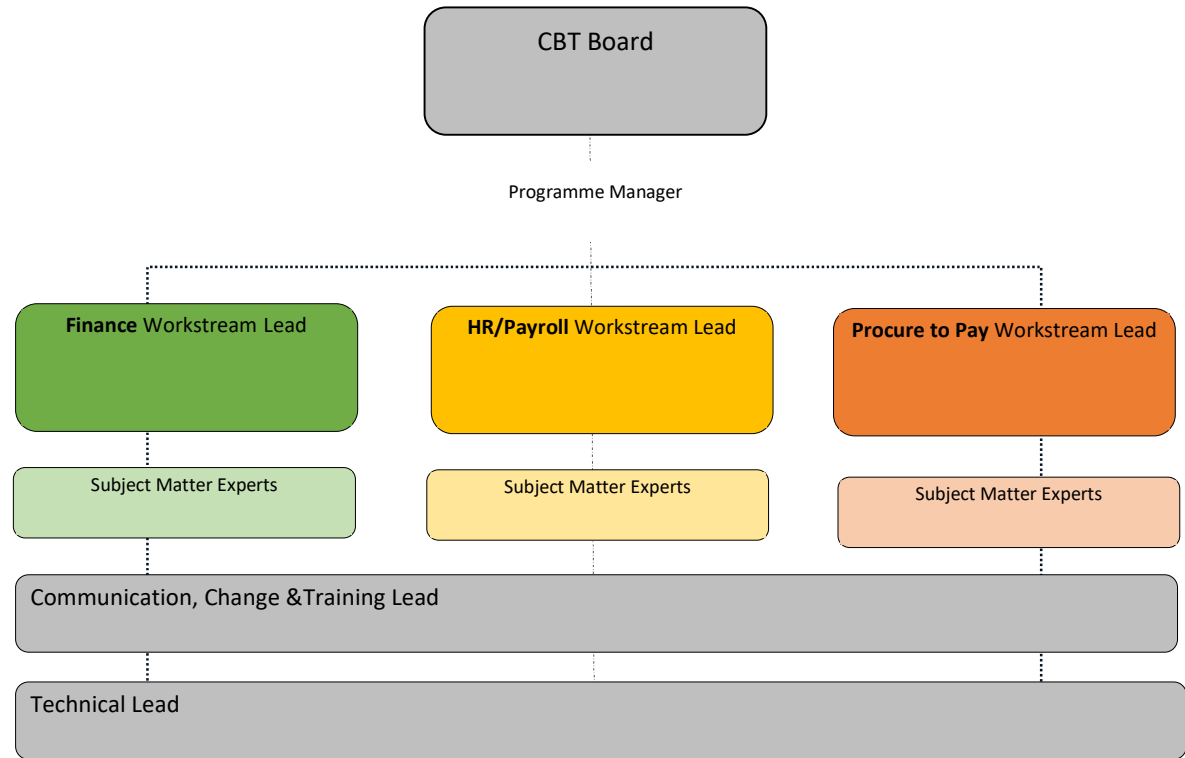 CBT Board
Programme Manager
Finance Workstream Lead
HR/Payroll Workstream Lead
Procure to Pay Workstream Lead
Subject Matter Experts
Subject Matter Experts
Subject Matter Experts
Communication, Change &Training Lead
Technical Lead